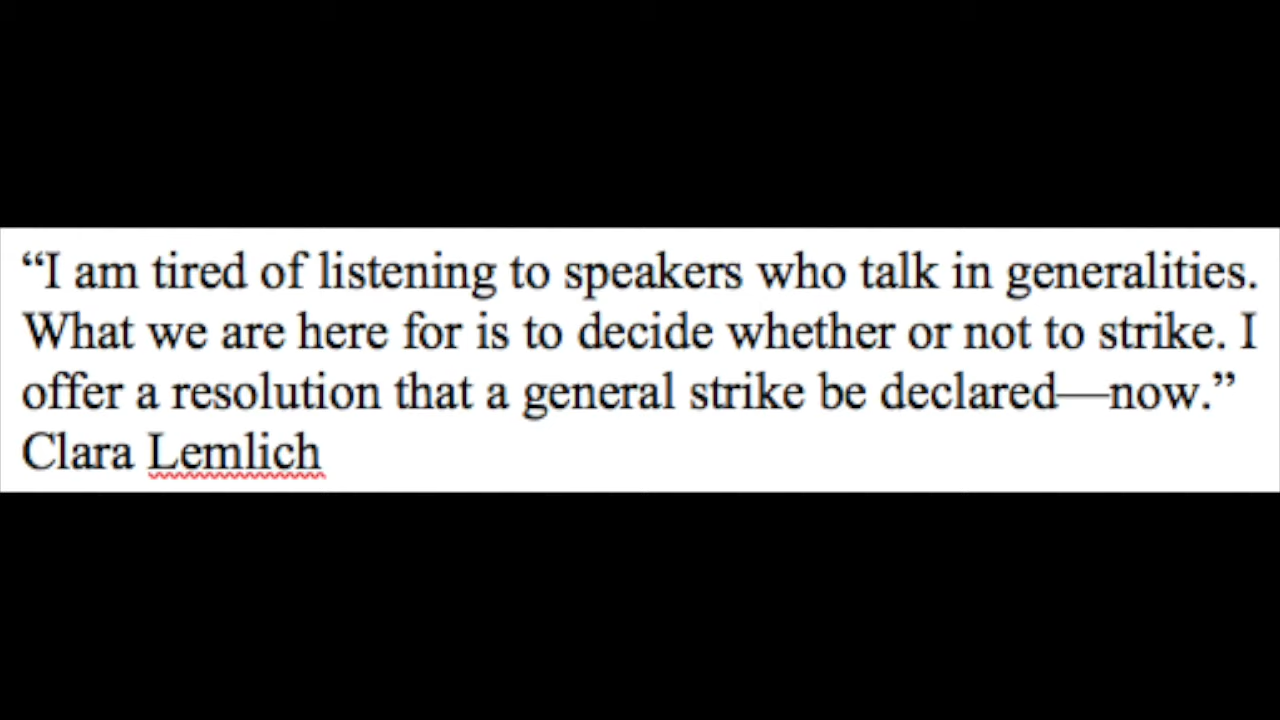 “I am tired of listening to speakers who talk in generalities.
What we are here for is to decide whether or not to strike. I
offer a resolution that a general strike be declared—now.”
Clara Lemlich